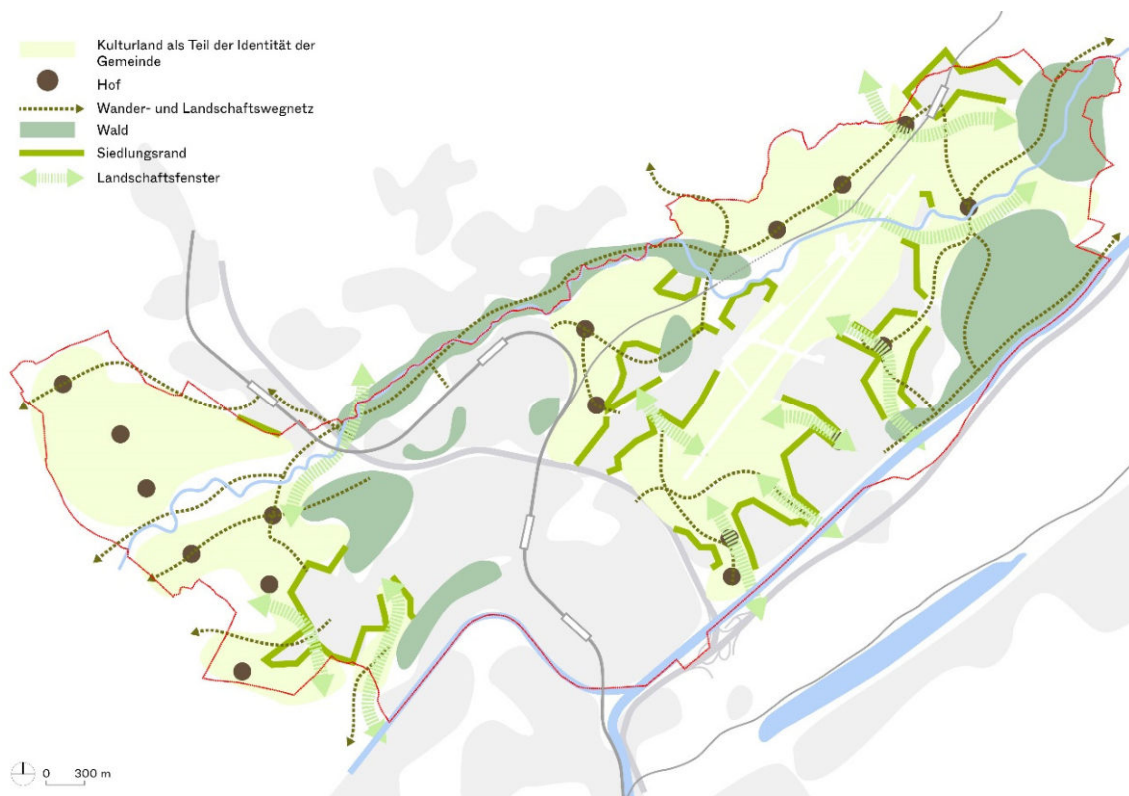 Kulturland als Teil der Identität der
Gemeinde
Hof
Wander- und Landschaftswegnetz
Wald
Siedlungsrand
Landschaftsfenster
0 300 m